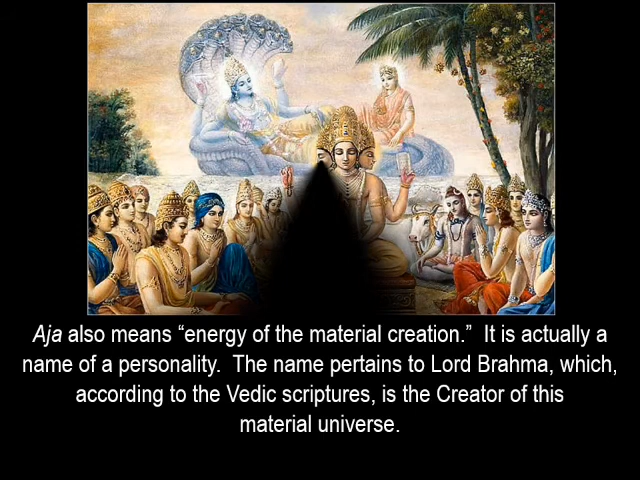 Aja also means “energy of the material creation.”  It is actually a
name of a personality.  The name pertains to Lord Brahma, which,
according to the Vedic scriptures, is the Creator of this
material universe.